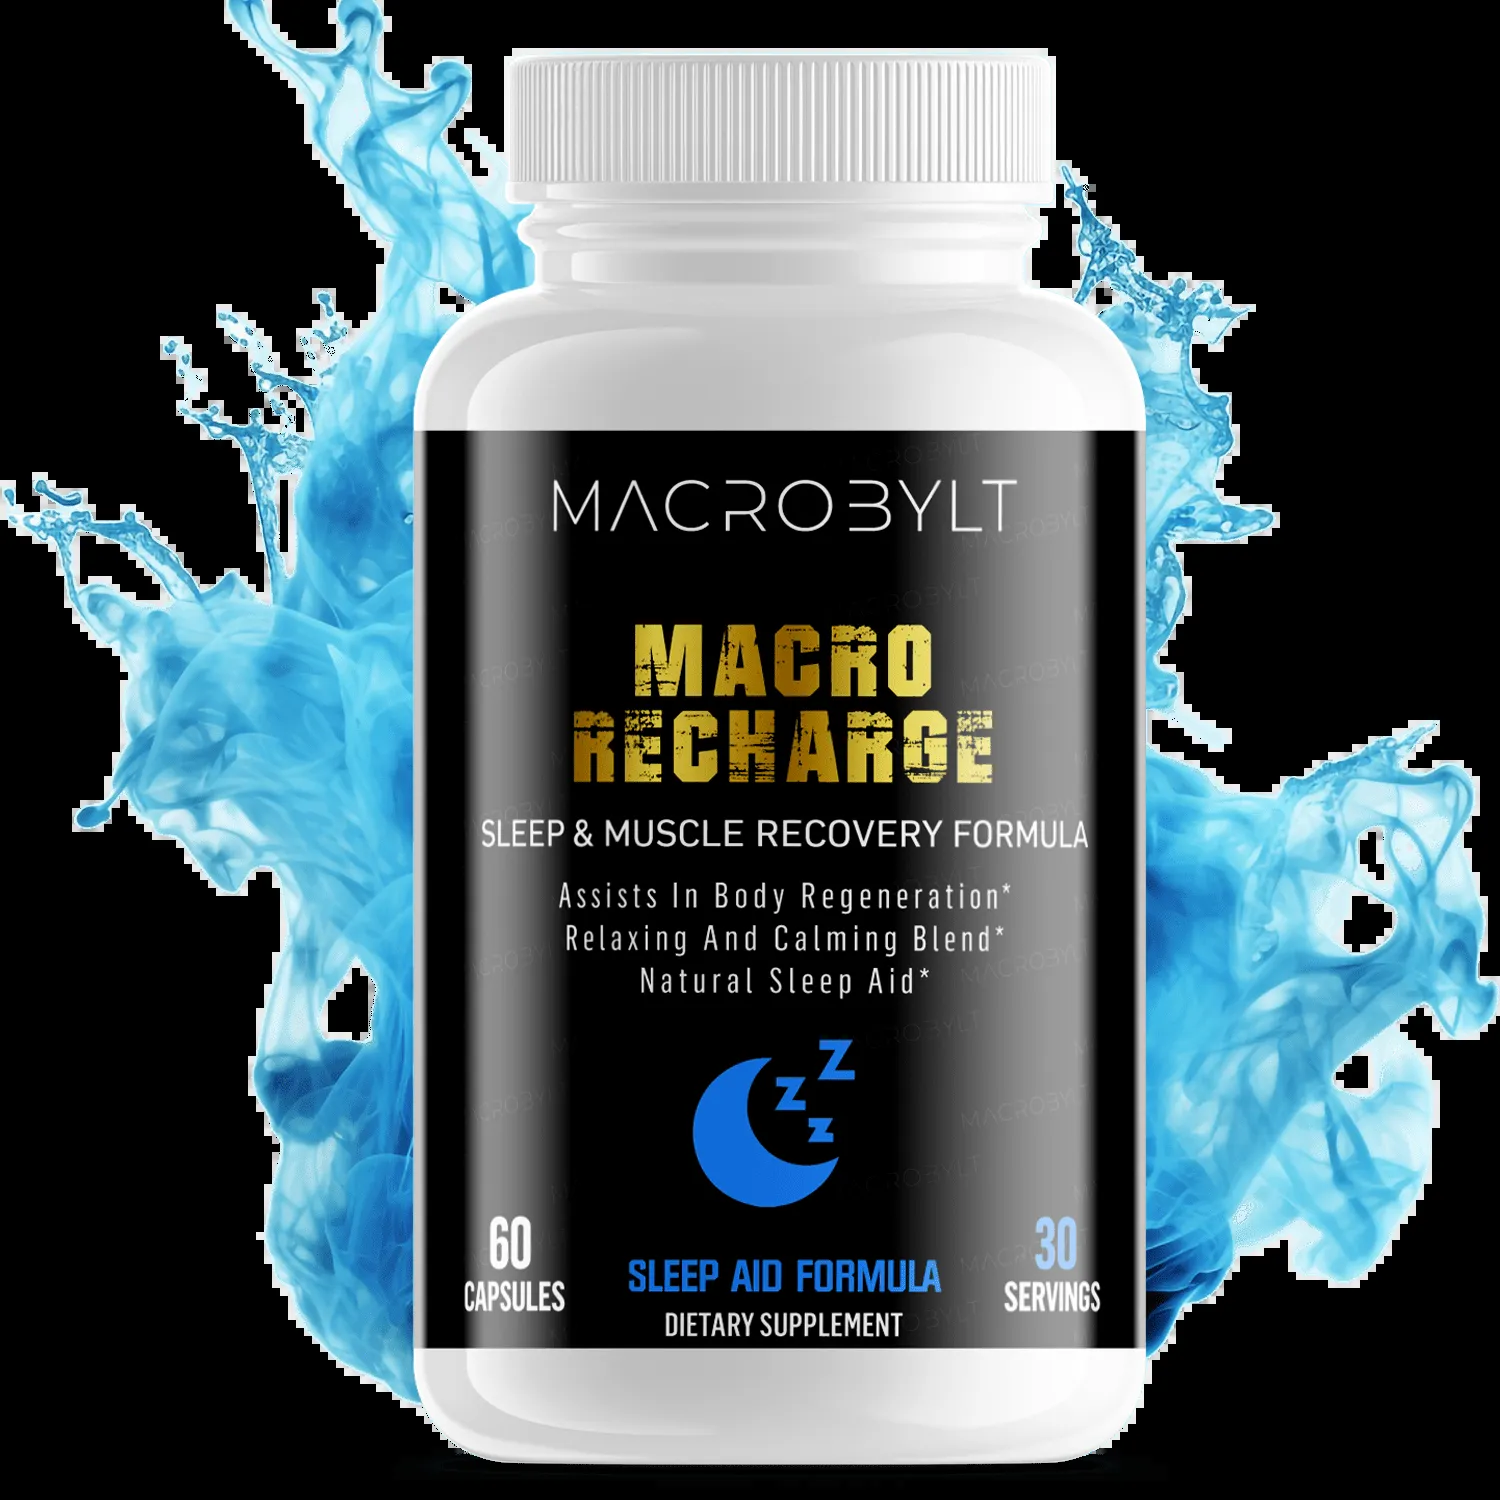 MACROBYLT
MACRO
RECHARGE
SLEEP & MUSCLE RECOVERY FORMULA
Assists In Body Regeneration*
Relaxing And Calming Blend*
Natural Sleep Aid*
Z
Z
Z
60
CAPSULES
SLEEP AID FORMULA
DIETARY SUPPLEMENT
30
SERVINGS